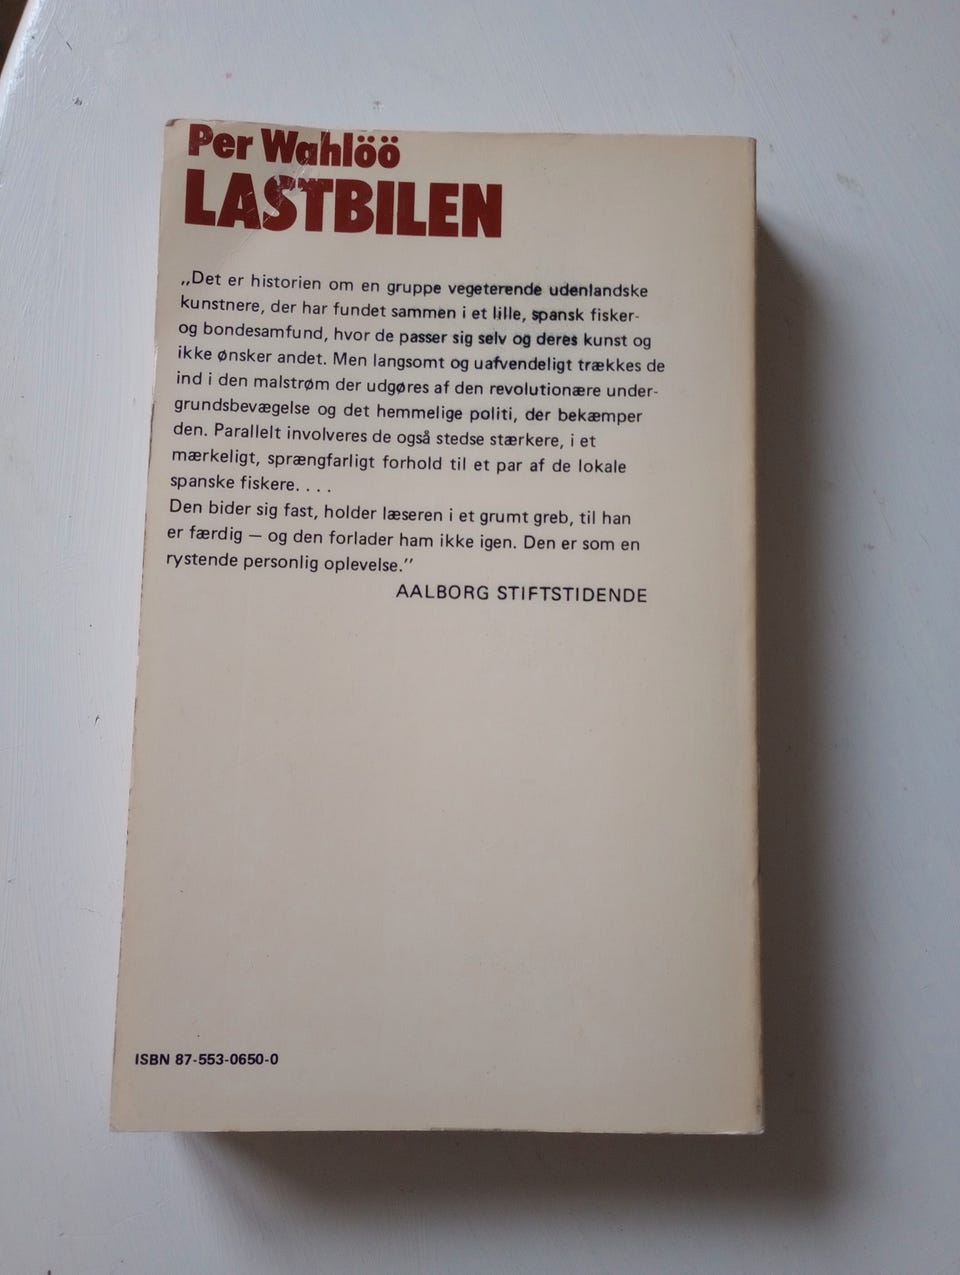 Per Wahlöö
LASTBILEN
„Det er historien om en gruppe vegeterende udenlandske
kunstnere, der har fundet sammen i et lille, spansk fisker-
og bondesamfund, hvor de passer sig selv og deres kunst og
ikke ønsker andet. Men langsomt og uafvendeligt trækkes de
ind i den malstrøm der udgøres af den revolutionære under-
grundsbevægelse og det hemmelige politi, der bekæmper
den. Parallelt involveres de også stedse stærkere, i et
mærkeligt, sprængfarligt forhold til et par af de lokale
spanske fiskere. . . .
Den bider sig fast, holder læseren i et grumt greb, til han
er færdig — og den forlader ham ikke igen. Den er som en
rystende personlig oplevelse.”
AALBORG STIFTSTIDENDE
ISBN 87-553-0650-0